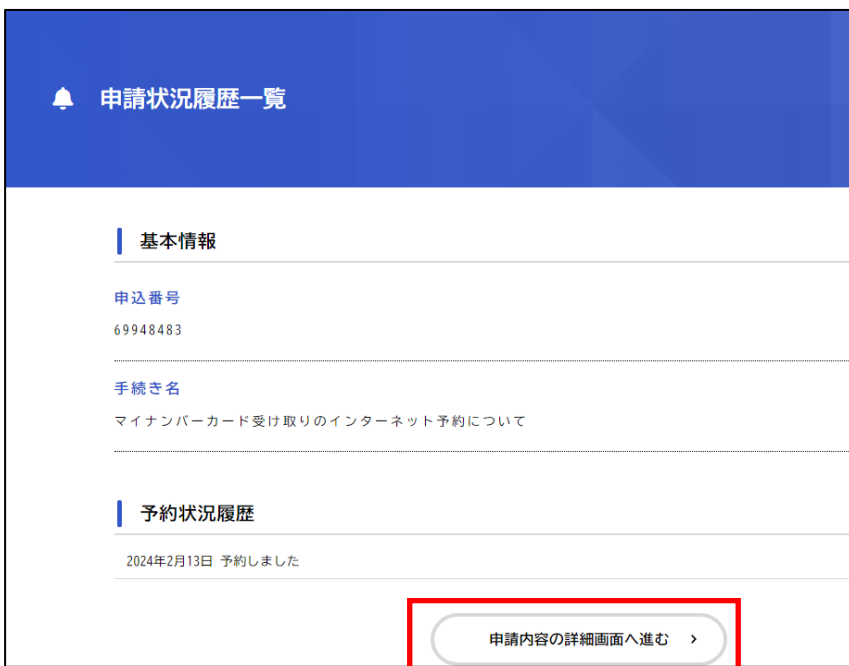 申請状況履歴一覧
基本情報
申込番号
69948483
手続き名
マイナンバーカード受け取りのインターネット予約について
予約状況履歴
2024年2月13日 予約しました
申請内容の詳細画面へ進む